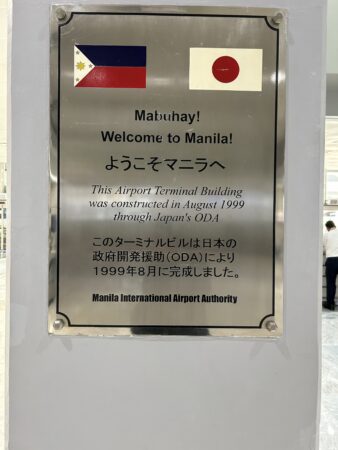 Mabuhay!
Welcome to Manila!
ようこそマニラへ
This Airport Terminal Building
was constructed in August 1999
through Japan's ODA
このターミナルビルは日本の
政府開発援助(ODA)により
1999年8月に完成しました。
Manila International Airport Authority